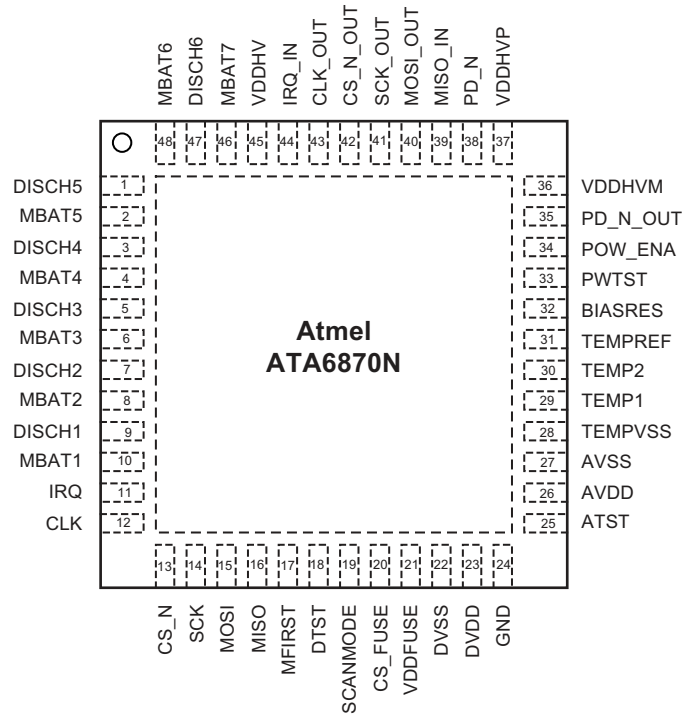 MBAT6
DISCH6
MBAT7
VDDHV
IRQ_IN
CLK_OUT
CS_N_OUT
SCK_OUT
MOSI_OUT
MISO_IN
PD_N
VDDHVP
48 47 46 45 44 43 42 41 40 39 38 37
DISCH5 1
MBAT5 2
DISCH4 3
MBAT4 4
DISCH3 5
MBAT3 6
DISCH2 7
MBAT2 8
DISCH1 9
MBAT1 10
IRQ 11
CLK 12
Atmel
ATA6870N
36 VDDHVM
35 PD_N_OUT
34 POW_ENA
33 PWTST
32 BIASRES
31 TEMPREF
30 TEMP2
29 TEMP1
28 TEMPVSS
27 AVSS
26 AVDD
25 ATST
13 14 15 16 17 18 19 20 21 22 23 24
CS_N
SCK
MOSI
MISO
MFIRST
DTST
SCANMODE
CS_FUSE
VDDFUSE
DVSS
DVDD
GND